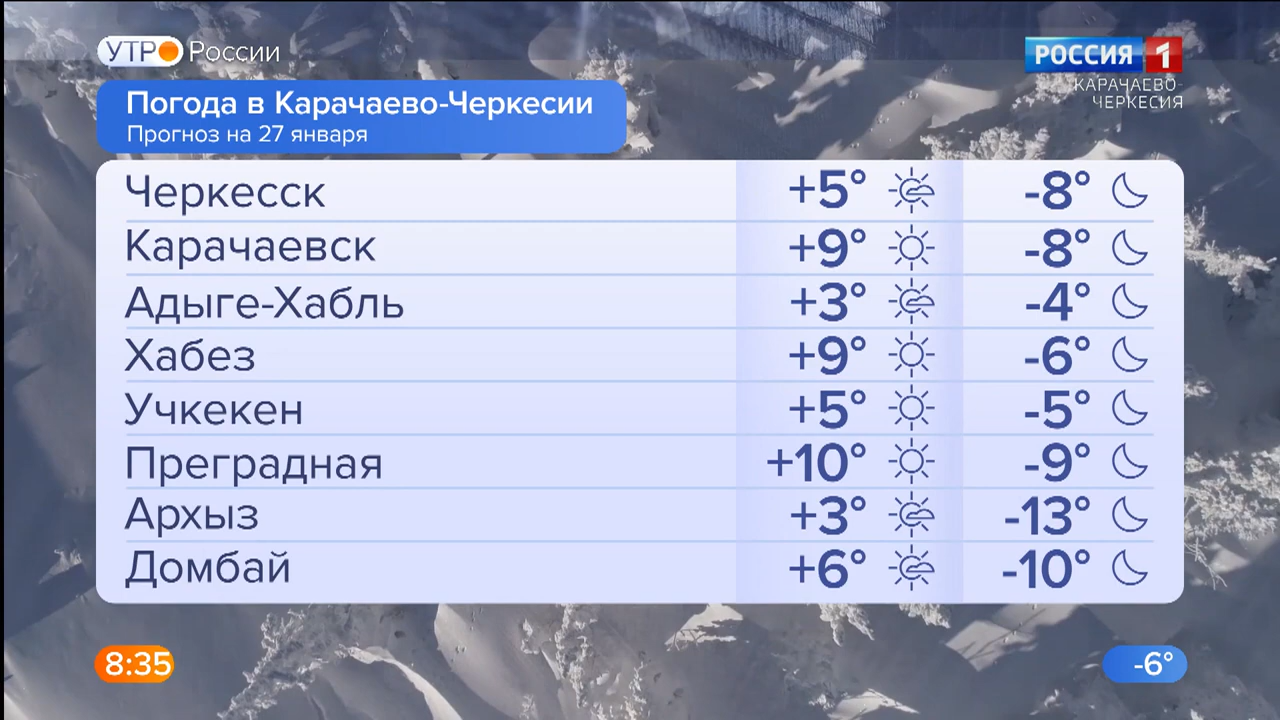 УТРО России
РОССИЯ 1
КАРАЧАЕВО-
ЧЕРКЕСИЯ
Погода в Карачаево-Черкесии
Прогноз на 27 января
Черкесск +5° -8°
Карачаевск +9° -8°
Адыге-Хабль +3° -4°
Хабез +9° -6°
Учкекен +5° -5°
Преградная +10° -9°
Архыз +3° -13°
Домбай +6° -10°
8:35 -6°